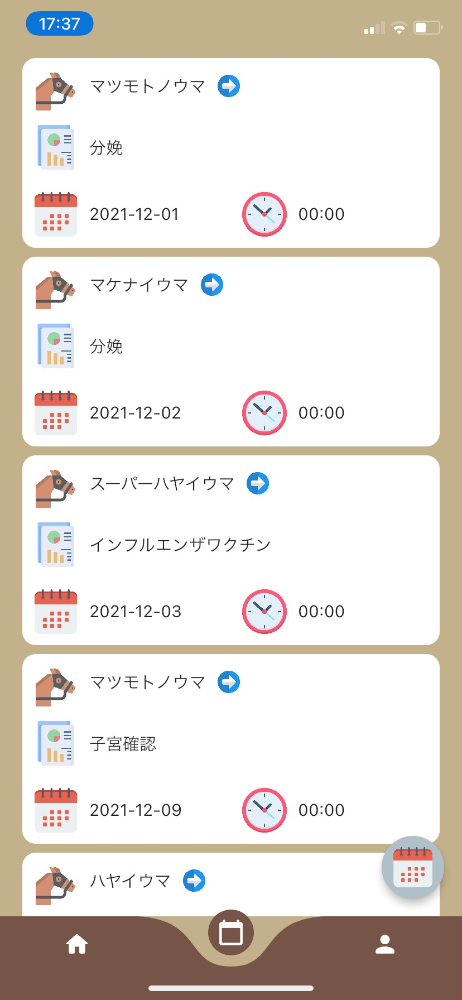 17:37
マツモトノウマ
分娩
2021-12-01 00:00
マケナイウマ
分娩
2021-12-02 00:00
スーパーハヤイウマ
インフルエンザワクチン
2021-12-03 00:00
マツモトノウマ
子宮確認
2021-12-09 00:00
ハヤイウマ